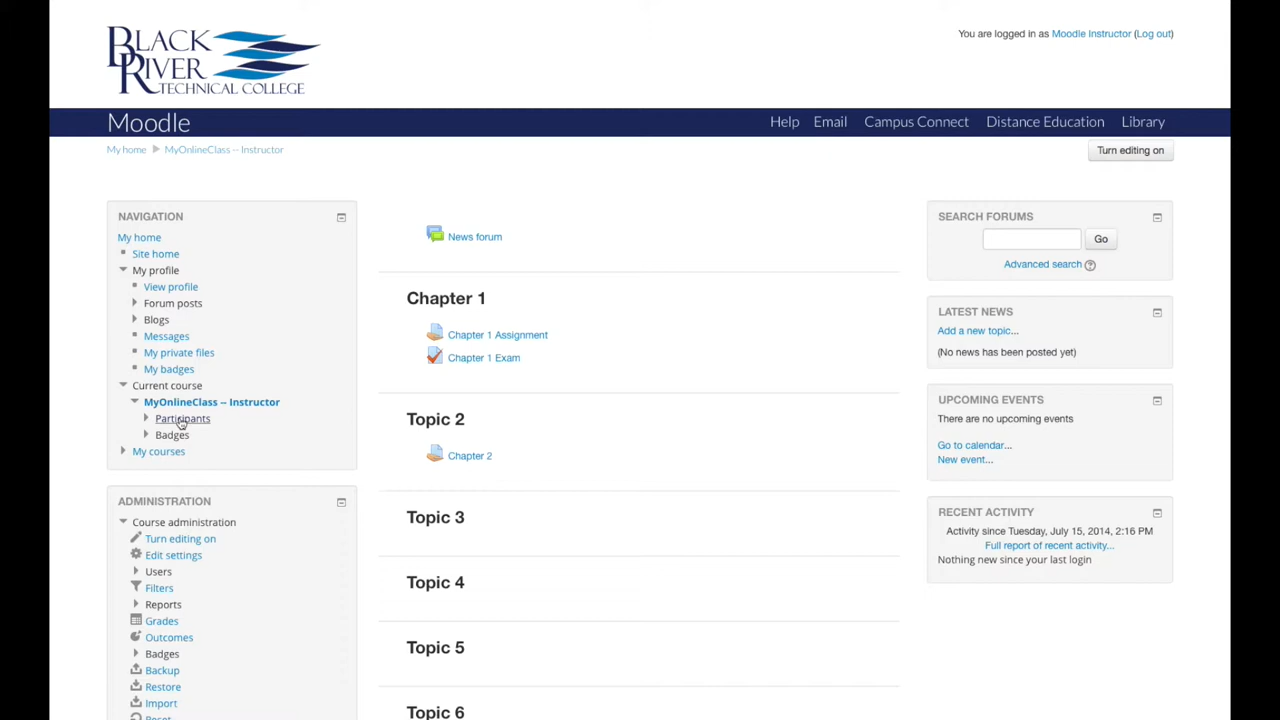 BLACK
RIVER
TECHNICAL COLLEGE
You are logged in as Moodle Instructor (Log out)
Moodle
Help Email Campus Connect Distance Education Library
My home MyOnlineClass -- Instructor
Turn editing on
NAVIGATION
My home
Site home
My profile
View profile
Forum posts
Blogs
Messages
My private files
My badges
Current course
MyOnlineClass -- Instructor
Participants
Badges
My courses
ADMINISTRATION
Course administration
Turn editing on
Edit settings
Users
Filters
Reports
Grades
Outcomes
Badges
Backup
Restore
Import
Reset
News forum
Chapter 1
Chapter 1 Assignment
Chapter 1 Exam
Topic 2
Chapter 2
Topic 3
Topic 4
Topic 5
Topic 6
SEARCH FORUMS
Go
Advanced search ?
LATEST NEWS
Add a new topic...
(No news has been posted yet)
UPCOMING EVENTS
There are no upcoming events
Go to calendar...
New event...
RECENT ACTIVITY
Activity since Tuesday, July 15, 2014, 2:16 PM
Full report of recent activity...
Nothing new since your last login